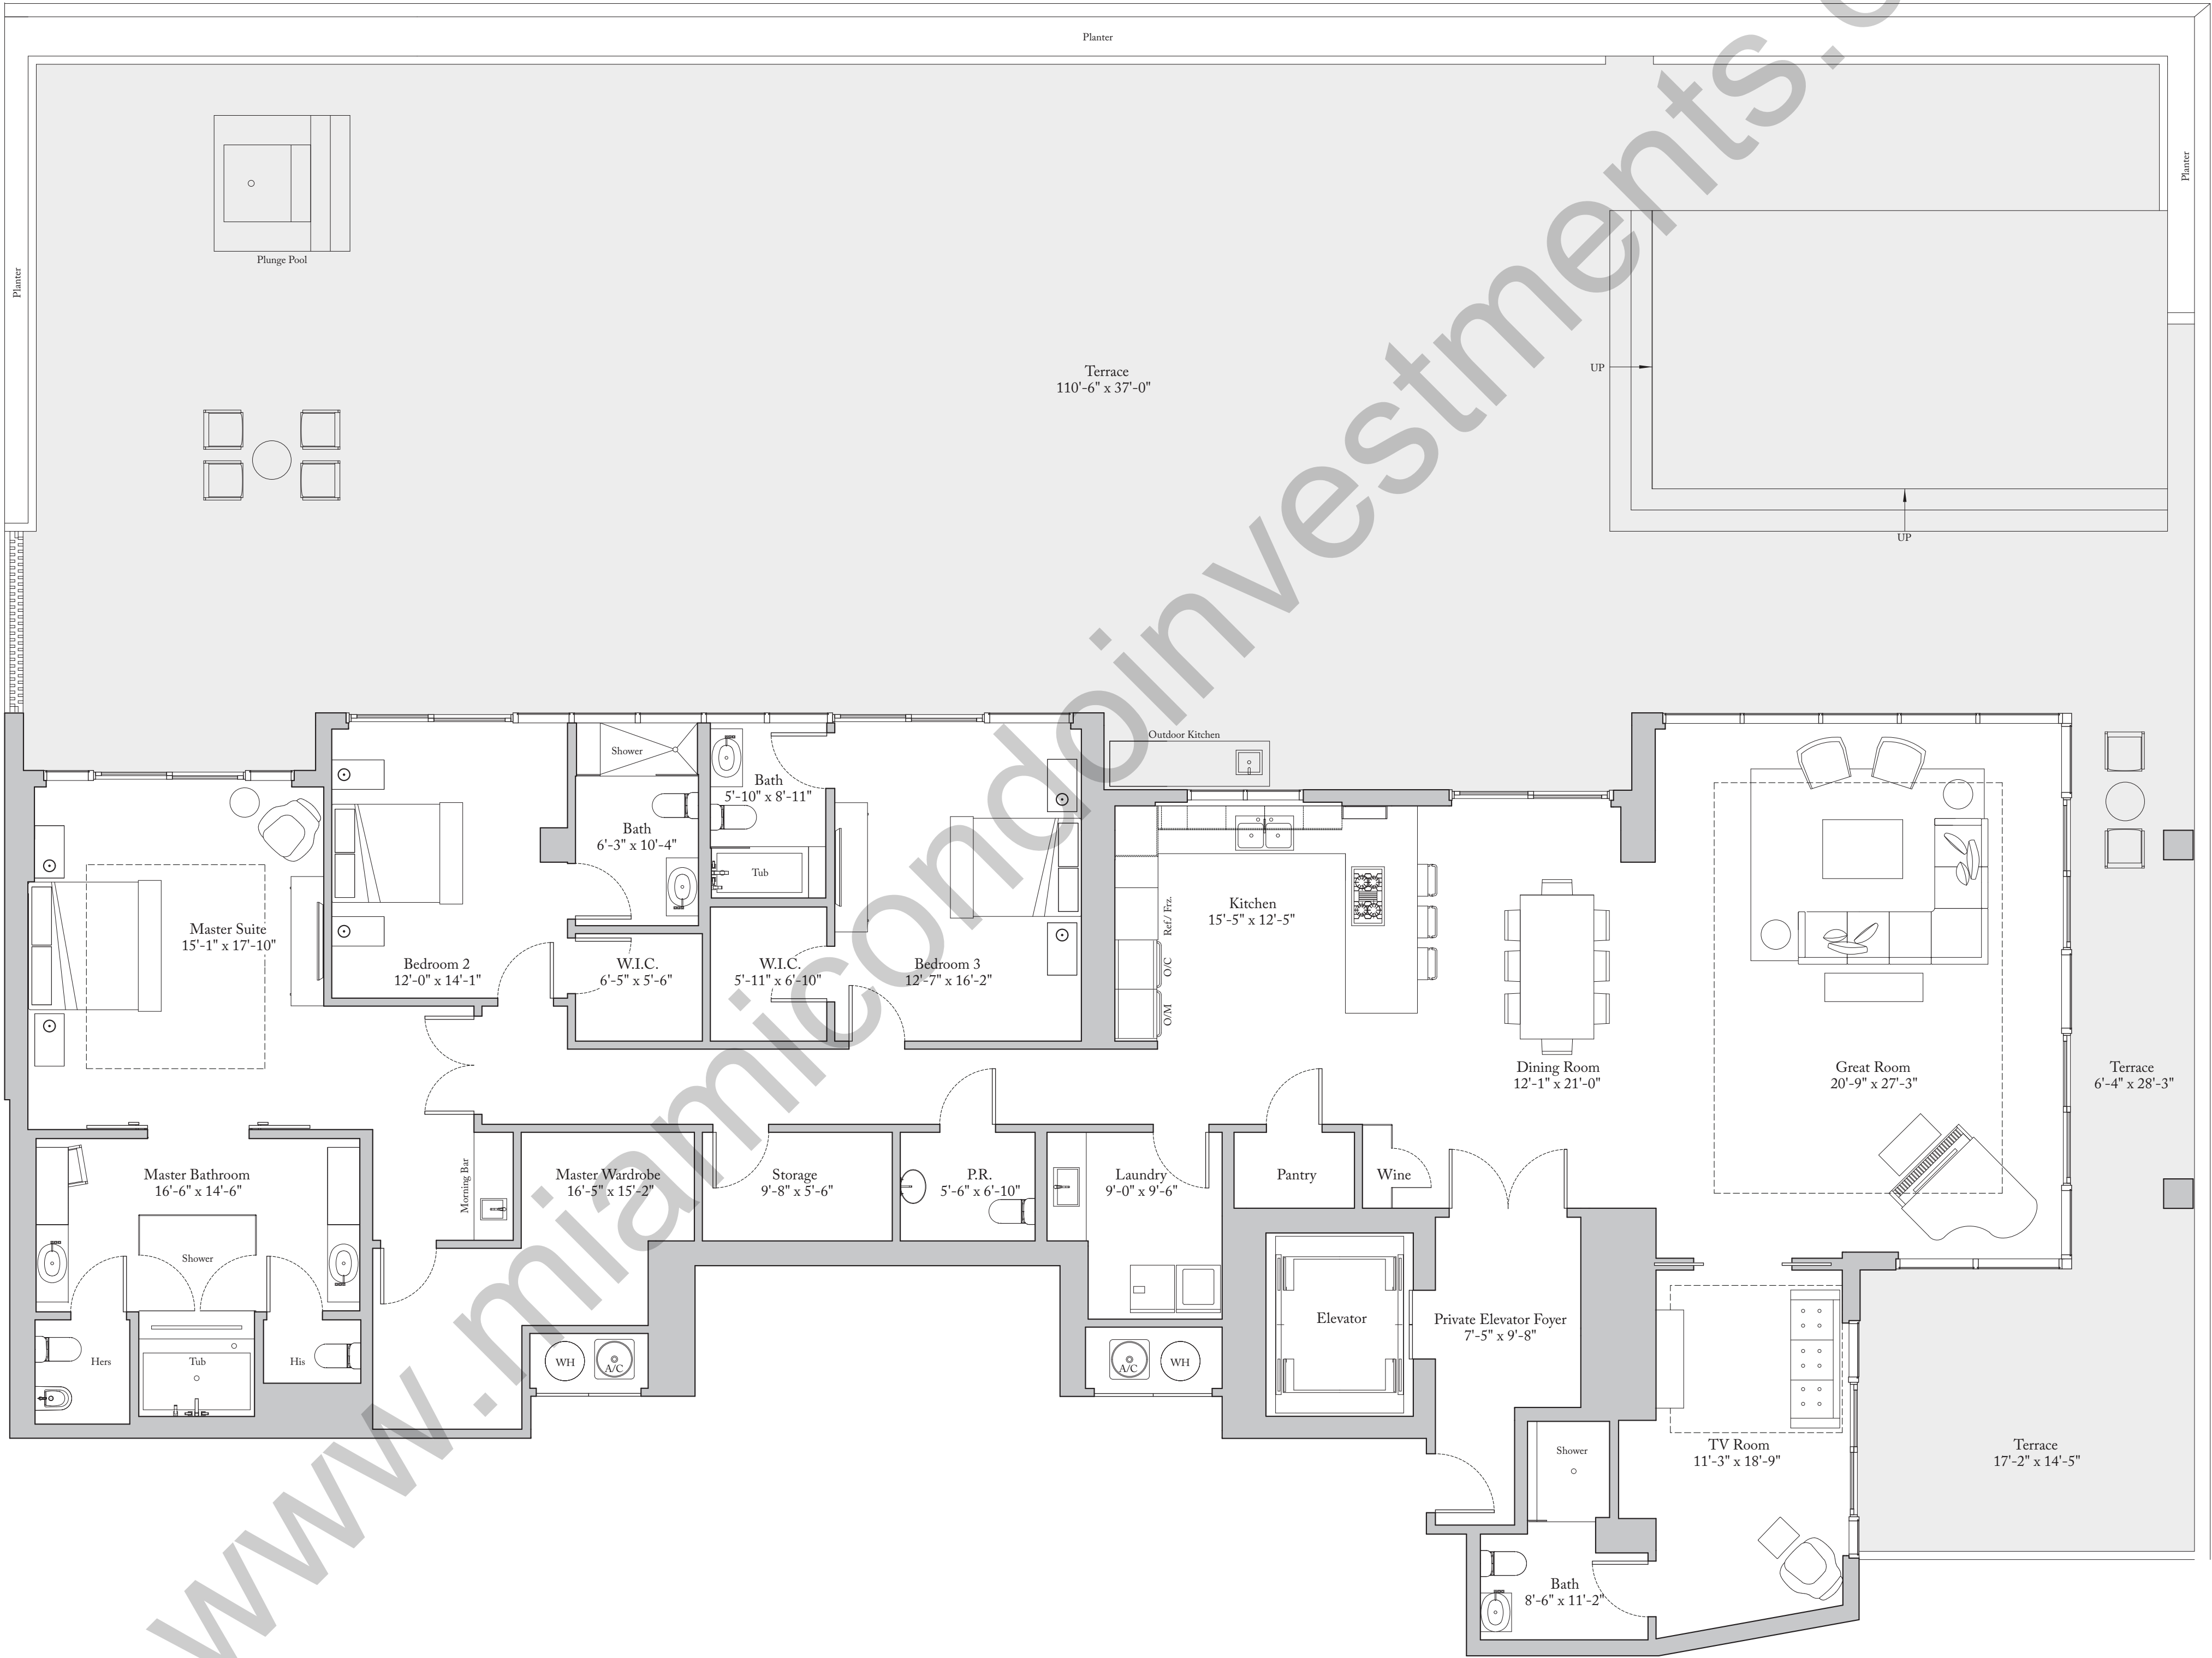 Planter
Planter
Planter
Plunge Pool
Terrace
110'-6" x 37'-0"
UP
UP
Outdoor Kitchen
Shower
Bath
5'-10" x 8'-11"
Bath
6'-3" x 10'-4"
Tub
Master Suite
15'-1" x 17'-10"
Bedroom 2
12'-0" x 14'-1"
W.I.C.
6'-5" x 5'-6"
W.I.C.
5'-11" x 6'-10"
Bedroom 3
12'-7" x 16'-2"
Ref./ Frz.
O/C
O/M
Kitchen
15'-5" x 12'-5"
Dining Room
12'-1" x 21'-0"
Great Room
20'-9" x 27'-3"
Terrace
6'-4" x 28'-3"
Master Bathroom
16'-6" x 14'-6"
Morning Bar
Master Wardrobe
16'-5" x 15'-2"
Storage
9'-8" x 5'-6"
P.R.
5'-6" x 6'-10"
Laundry
9'-0" x 9'-6"
Pantry
Wine
Shower
Hers
Tub
His
WH
A/C
A/C
WH
Elevator
Private Elevator Foyer
7'-5" x 9'-8"
Shower
TV Room
11'-3" x 18'-9"
Terrace
17'-2" x 14'-5"
Bath
8'-6" x 11'-2"
www.miamicondoinvestments.c